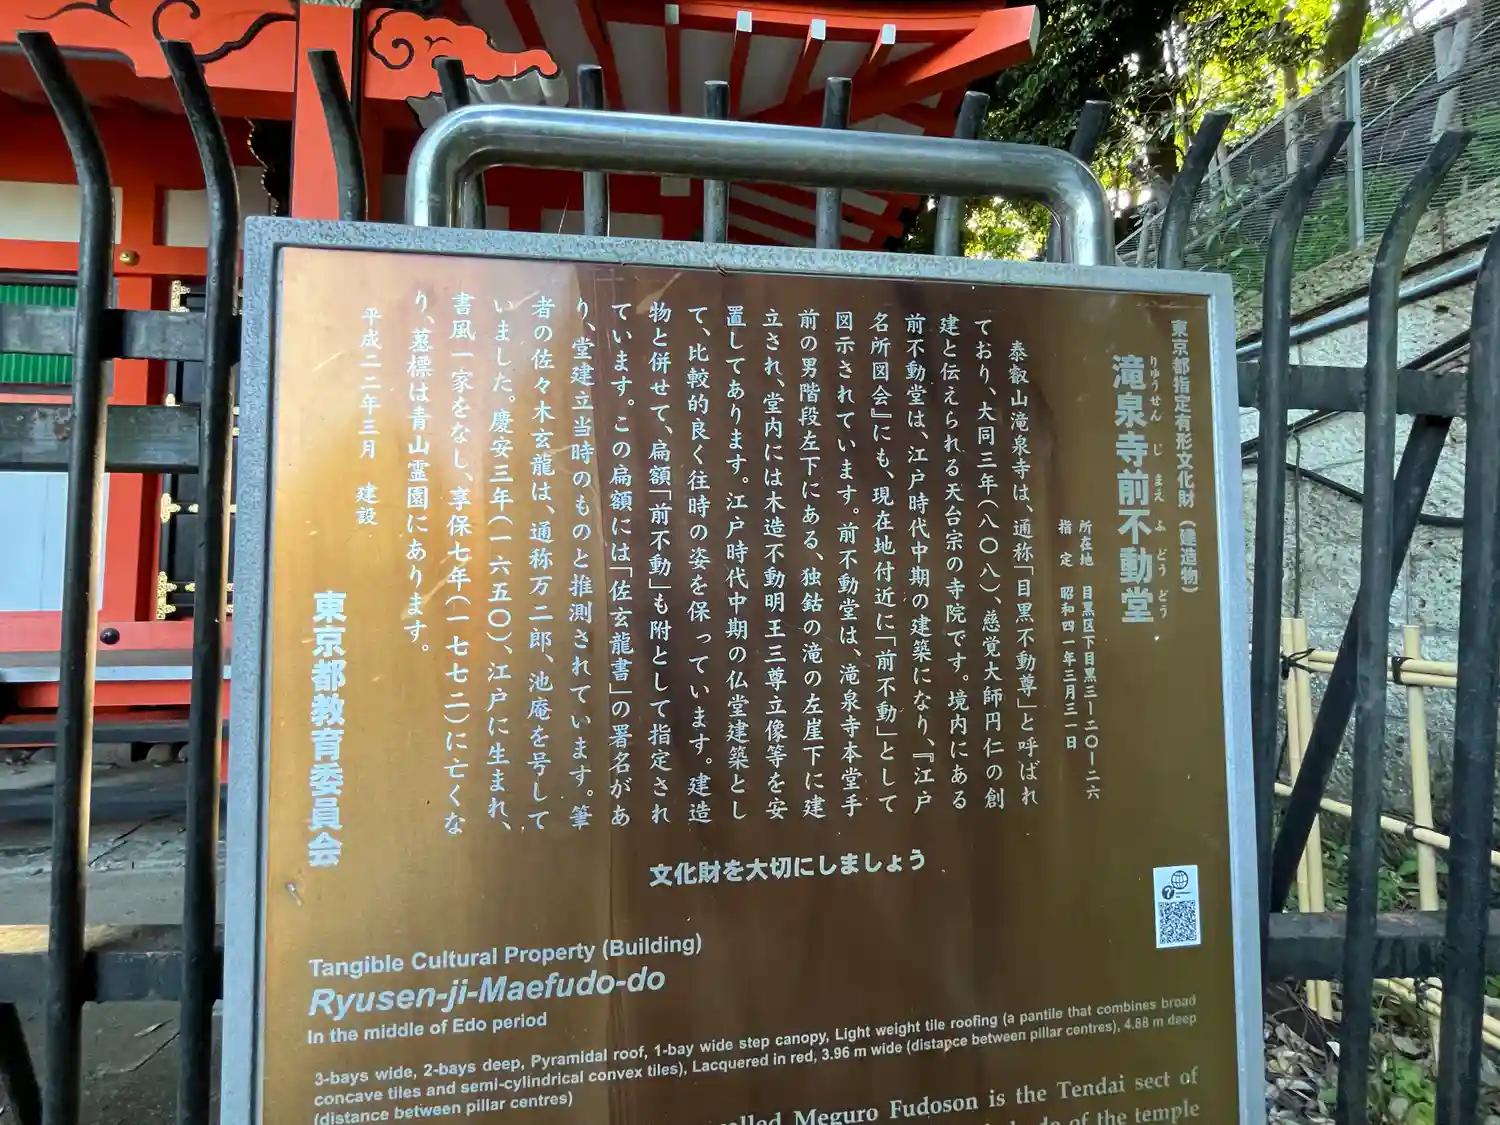 東京都指定有形文化財（建造物）
滝泉寺前不動堂
りゅうせん じ まえ ふ どう どう
所在地 目黒区下目黒三―二〇―二六
指定 昭和四一年三月三一日
泰叡山滝泉寺は、通称「目黒不動尊」と呼ばれ
ており、大同三年（八〇八）、慈覚大師円仁の創
建と伝えられる天台宗の寺院です。境内にある
前不動堂は、江戸時代中期の建築になり、『江戸
名所図会』にも、現在地付近に「前不動」として
図示されています。前不動堂は、滝泉寺本堂手
前の男階段左下にある、独鈷の滝の左崖下に建
立され、堂内には木造不動明王三尊立像等を安
置してあります。江戸時代中期の仏堂建築とし
て、比較的良く往時の姿を保っています。建造
物と併せて、扁額「前不動」も附として指定され
ています。この扁額には「佐玄龍書」の署名があ
り、堂建立当時のものと推測されています。筆
者の佐々木玄龍は、通称万二郎、池庵を号して
いました。慶安三年（一六五〇）、江戸に生まれ、
書風一家をなし、享保七年（一七七二）に亡くな
り、墓標は青山霊園にあります。
平成二二年三月 建設
東京都教育委員会
文化財を大切にしましょう
Tangible Cultural Property (Building)
Ryusen-ji-Maefudo-do
In the middle of Edo period
3-bays wide, 2-bays deep, Pyramidal roof, 1-bay wide step canopy, Light weight tile roofing (a pantile that combines broad
concave tiles and semi-cylindrical convex tiles), Lacquered in red, 3.96 m wide (distance between pillar centres), 4.88 m deep
(distance between pillar centres)
called Meguro Fudoson is the Tendai sect of
of the temple